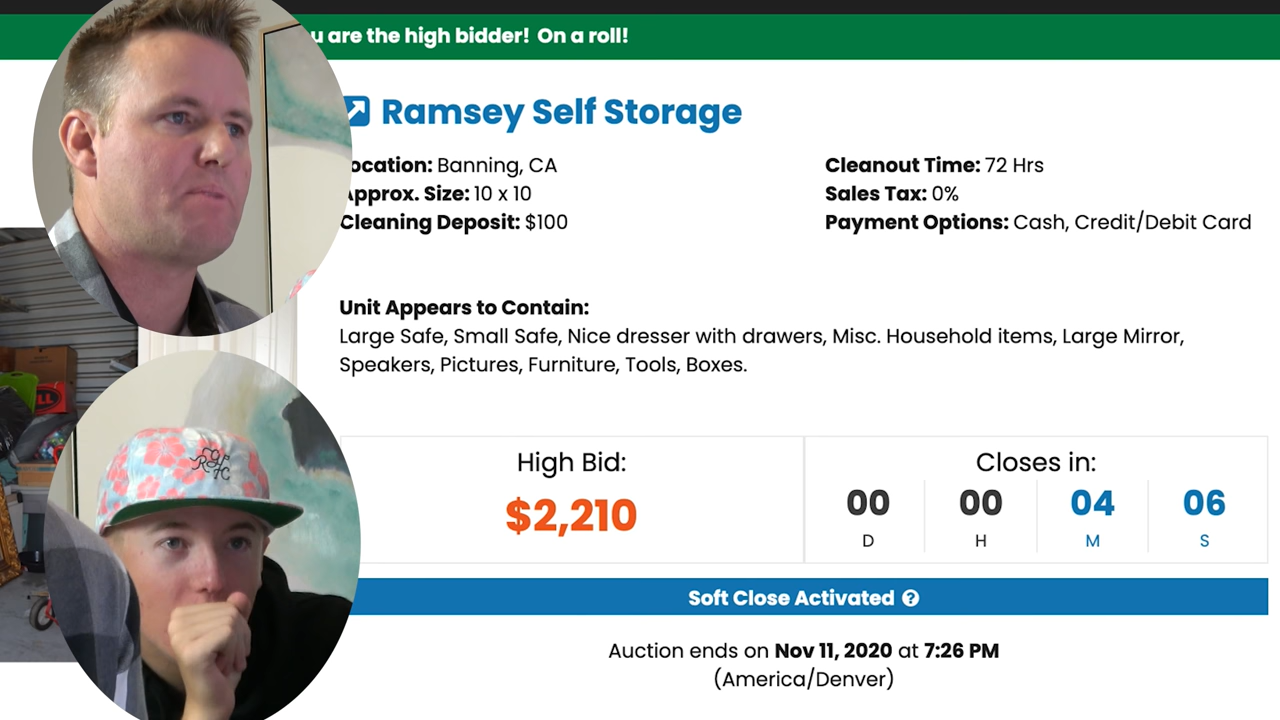 u are the high bidder! On a roll!
Ramsey Self Storage
ocation: Banning, CA
Approx. Size: 10 x 10
Cleaning Deposit: $100
Cleanout Time: 72 Hrs
Sales Tax: 0%
Payment Options: Cash, Credit/Debit Card
Unit Appears to Contain:
Large Safe, Small Safe, Nice dresser with drawers, Misc. Household items, Large Mirror,
Speakers, Pictures, Furniture, Tools, Boxes.
High Bid:
$2,210
Closes in:
00 00 04 06
D H M S
Soft Close Activated ?
Auction ends on Nov 11, 2020 at 7:26 PM
(America/Denver)